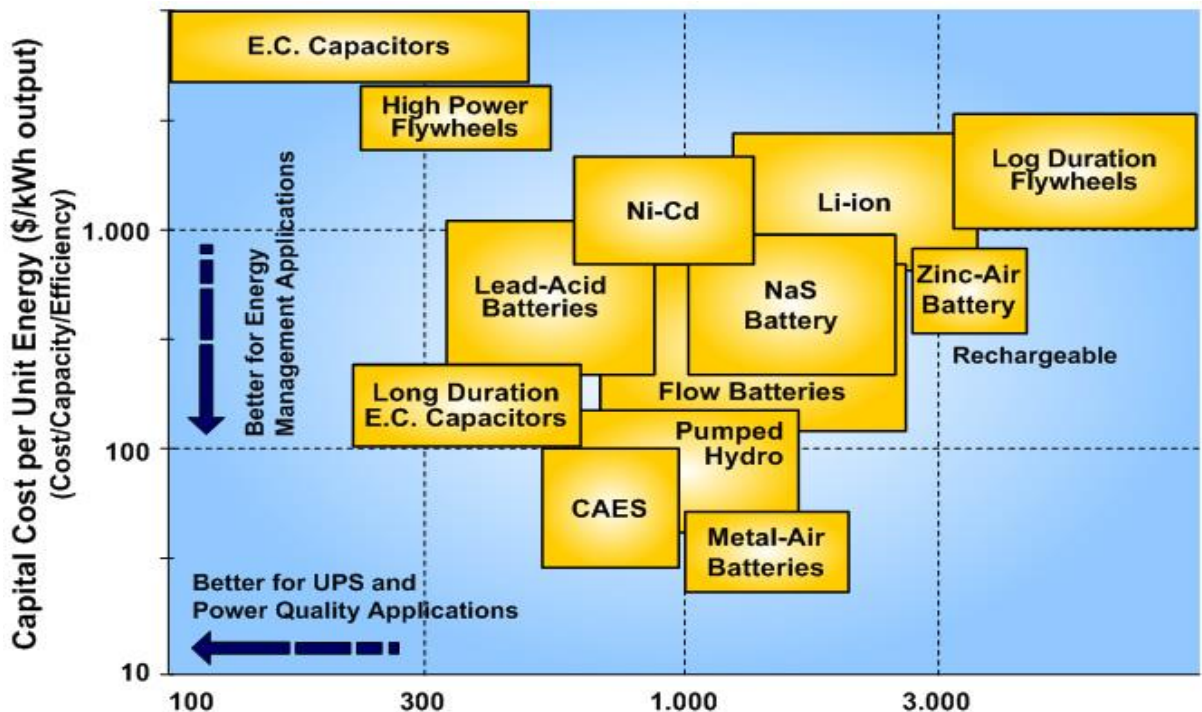 Capital Cost per Unit Energy ($/kWh output)
(Cost/Capacity/Efficiency)
E.C. Capacitors
High Power
Flywheels
Log Duration
Flywheels
Ni-Cd
Li-ion
1.000
Lead-Acid
Batteries
NaS
Battery
Zinc-Air
Battery
Rechargeable
Better for Energy
Management Applications
Long Duration
E.C. Capacitors
Flow Batteries
Pumped
Hydro
100
CAES
Metal-Air
Batteries
Better for UPS and
Power Quality Applications
10
100
300
1.000
3.000